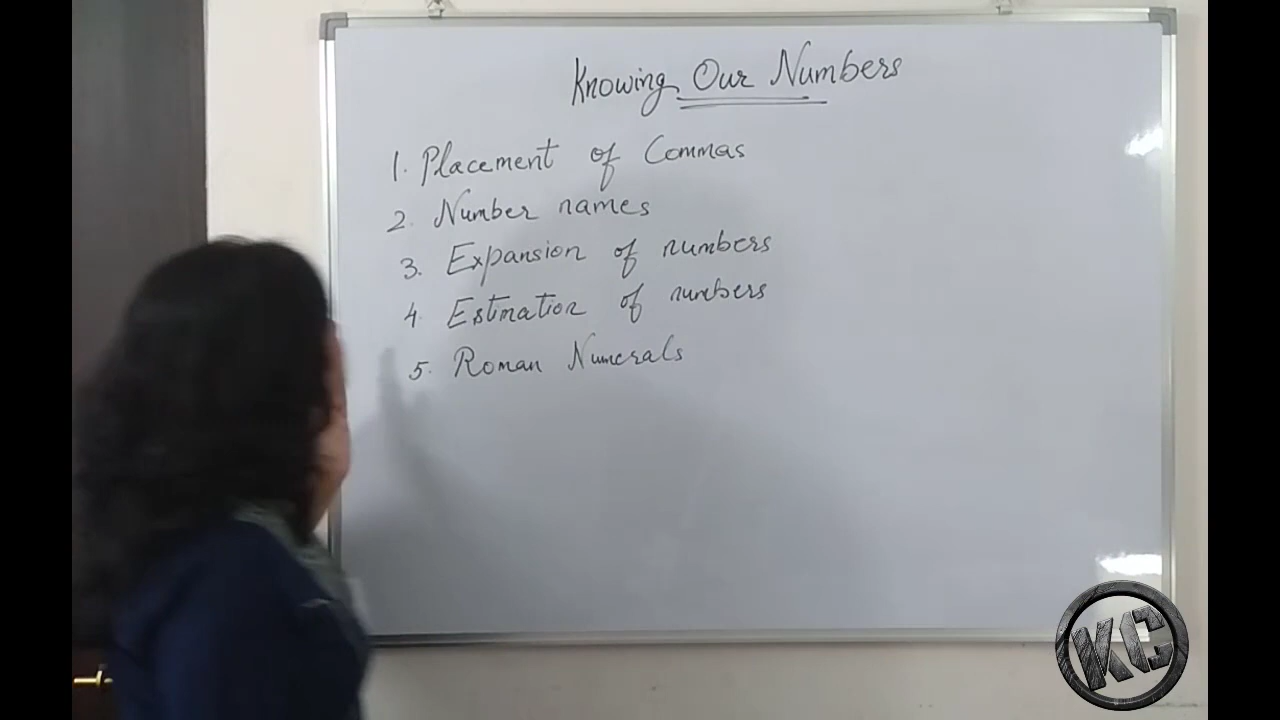 Knowing Our Numbers
1. Placement of Commas
2. Number names
3. Expansion of numbers
4. Estimation of numbers
5. Roman Numerals
KC